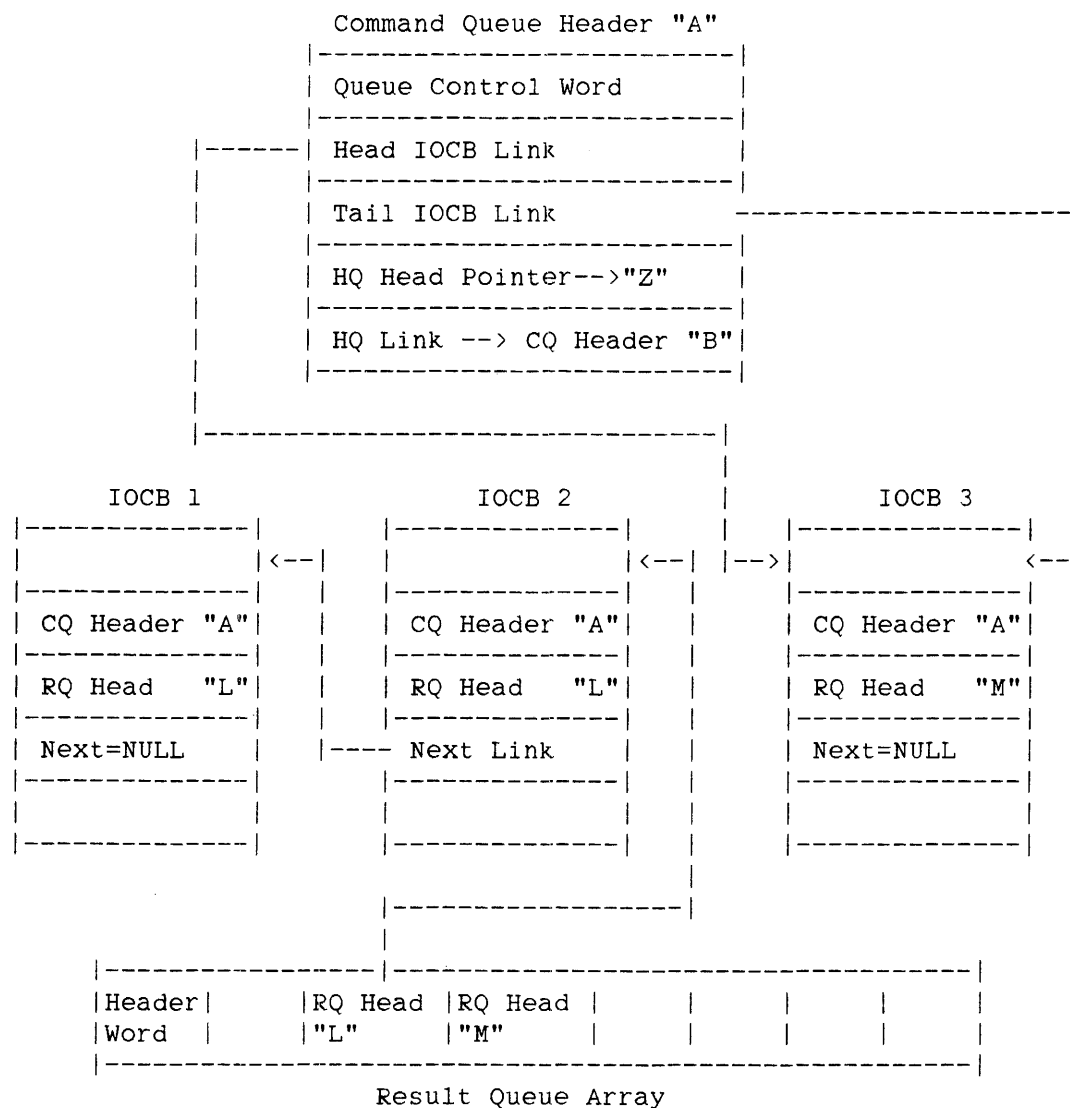 Command Queue Header "A"
Queue Control Word
Head IOCB Link
Tail IOCB Link
HQ Head Pointer-->"Z"
HQ Link --> CQ Header "B"
IOCB 1 IOCB 2 IOCB 3
CQ Header "A" CQ Header "A" CQ Header "A"
RQ Head "L" RQ Head "L" RQ Head "M"
Next=NULL Next Link Next=NULL
Header RQ Head RQ Head
Word "L" "M"
Result Queue Array